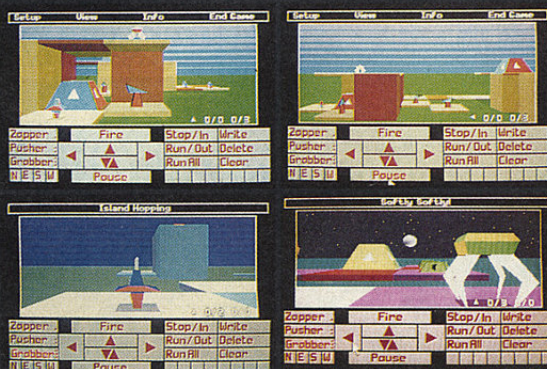 Setup View Info End Game
0/0 0/3
Zapper Fire Stop/In Write
Pusher Run/Out Delete
Grabber Run All Clear
N E S W Pause
Setup View Info End Game
0/0 0/3
Zapper Fire Stop/In Write
Pusher Run/Out Delete
Grabber Run All Clear
N E S W Pause
Island Hopping
Zapper Fire Stop/In Write
Pusher Run/Out Delete
Grabber Run All Clear
N E S W Pause
Softly Softly!
Zapper Fire Stop/In Write
Pusher Run/Out Delete
Grabber Run All Clear
N E S W Pause